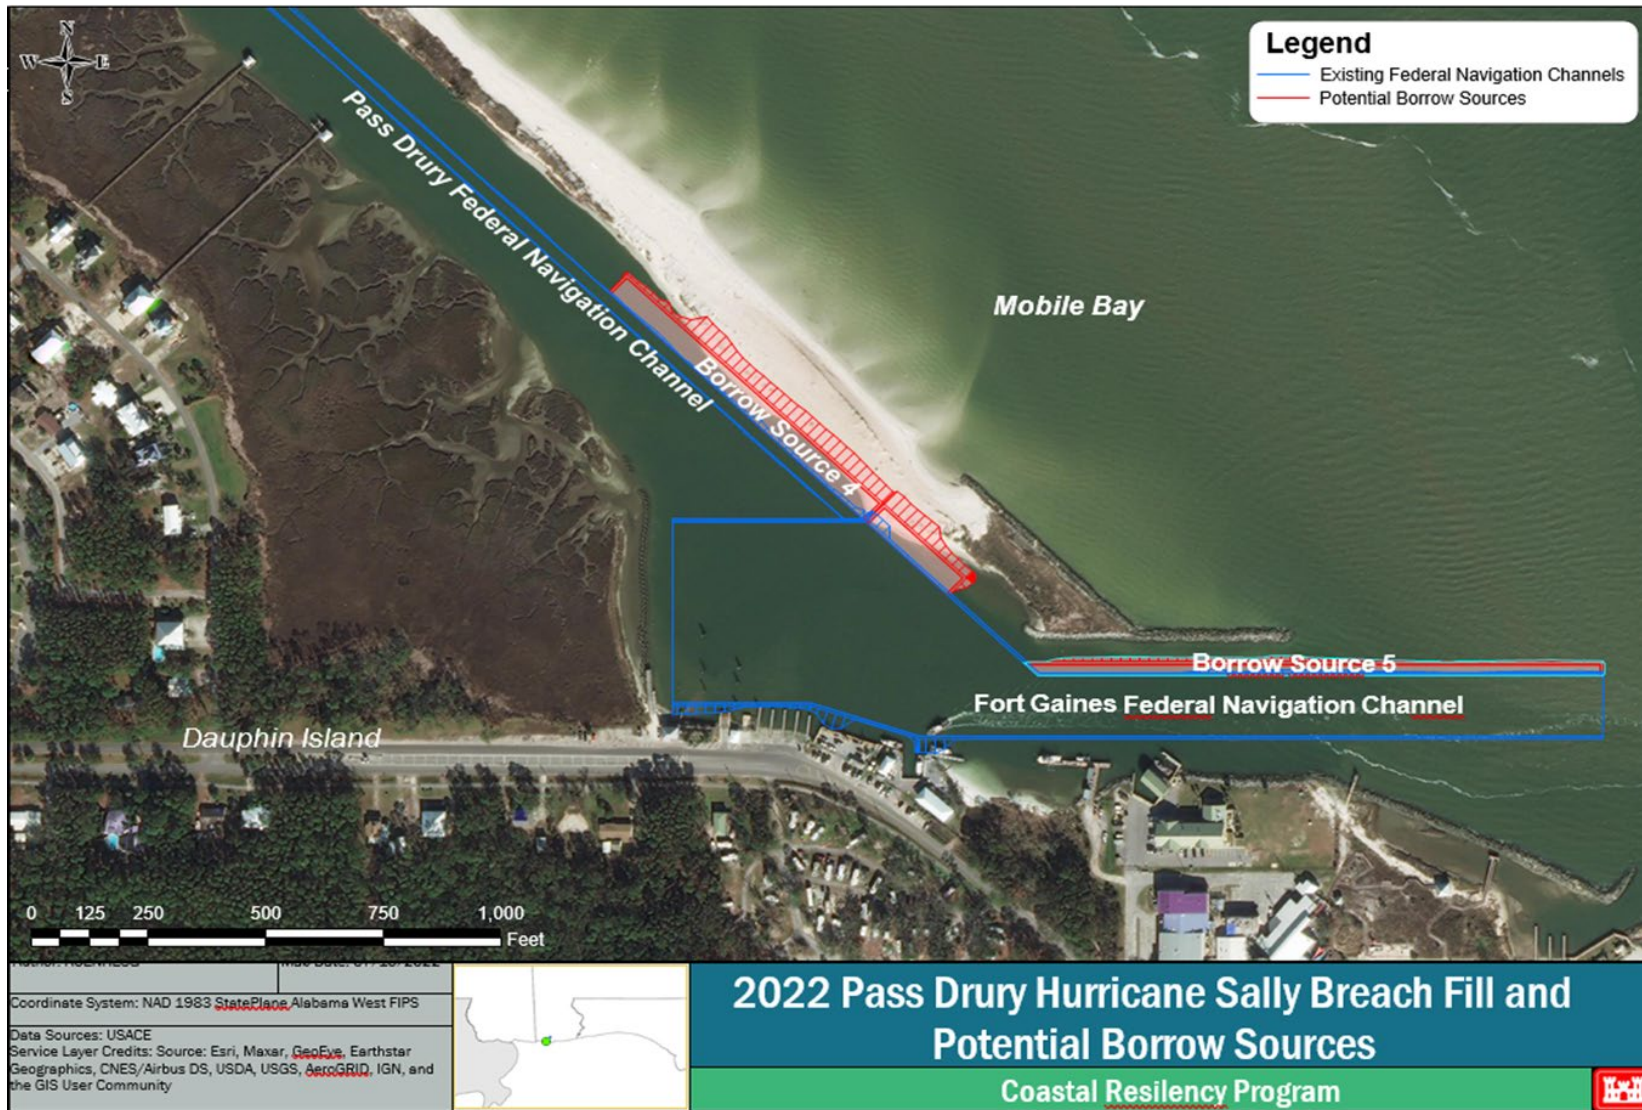 N
W E
S
Legend
Existing Federal Navigation Channels
Potential Borrow Sources
Pass Drury Federal Navigation Channel
Mobile Bay
Borrow Source 4
Borrow Source 5
Fort Gaines Federal Navigation Channel
Dauphin Island
0 125 250 500 750 1,000
Feet
Coordinate System: NAD 1983 StatePlane Alabama West FIPS
Data Sources: USACE
Service Layer Credits: Source: Esri, Maxar, GeoEye, Earthstar
Geographics, CNES/Airbus DS, USDA, USGS, AeroGRID, IGN, and
the GIS User Community
2022 Pass Drury Hurricane Sally Breach Fill and
Potential Borrow Sources
Coastal Resilency Program